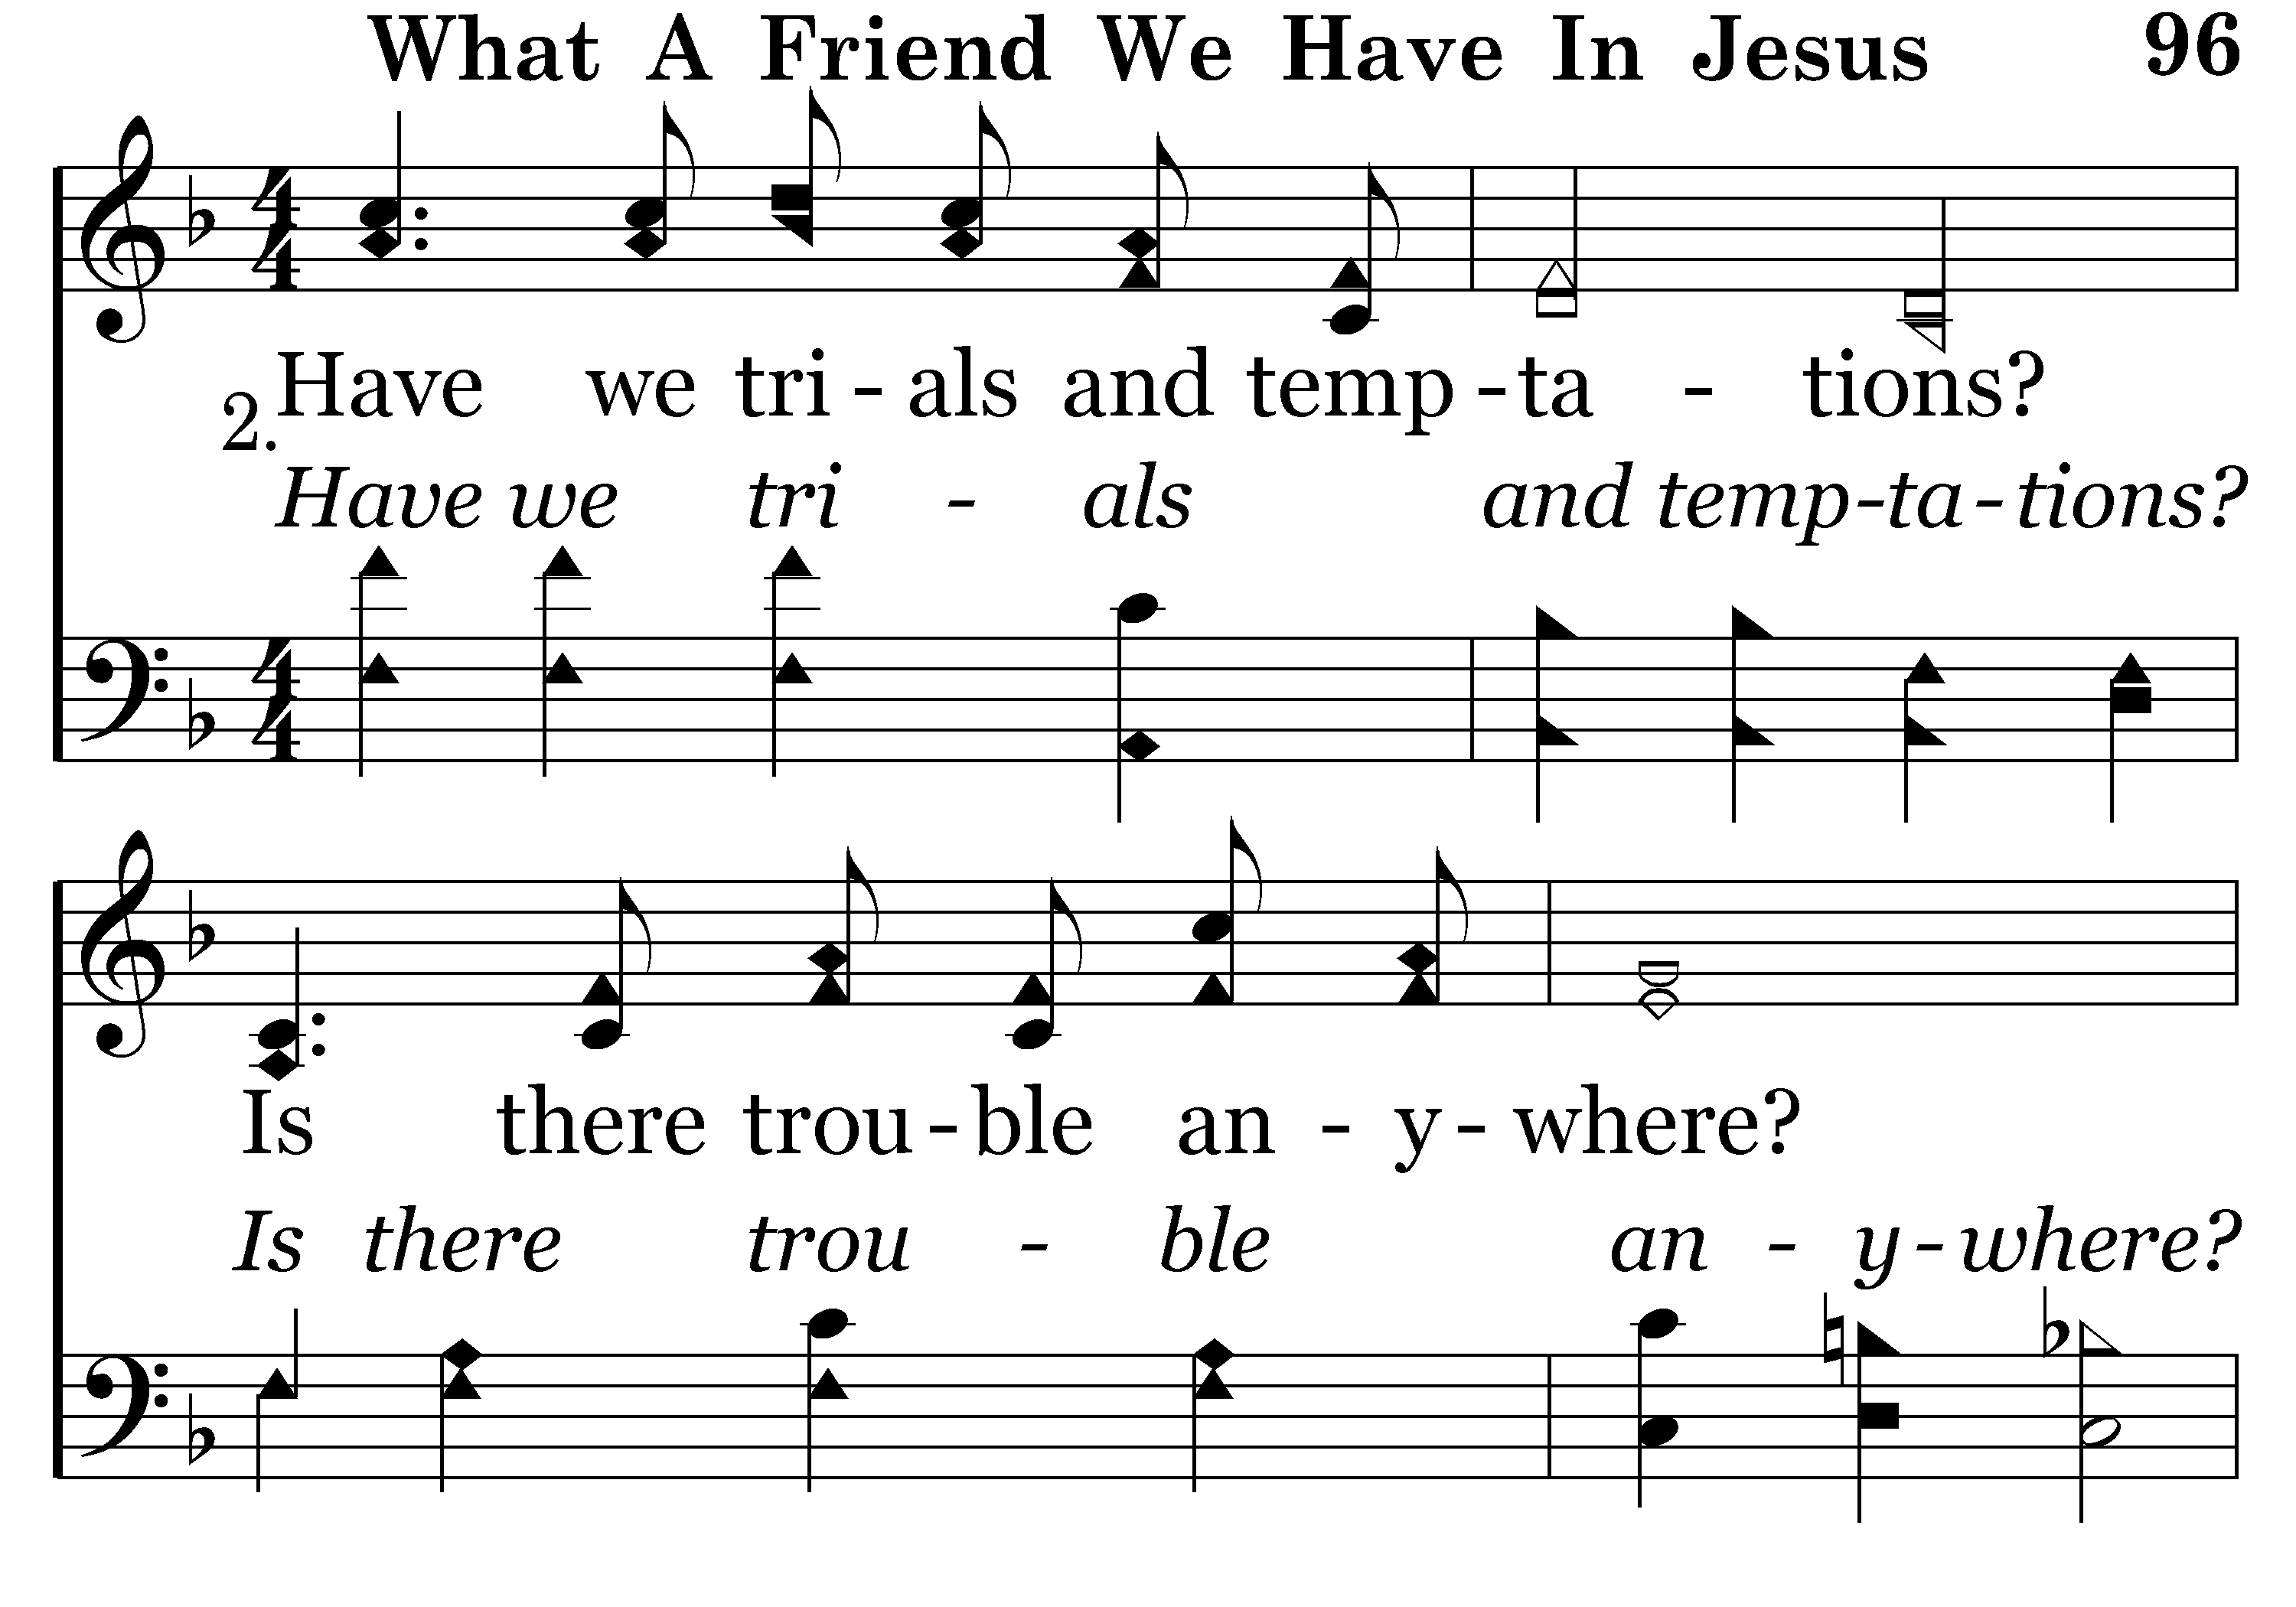 What A Friend We Have In Jesus 96
2. Have we tri - als and temp - ta - tions?
Have we tri - als and temp - ta - tions?
Is there trou - ble an - y - where?
Is there trou - ble an - y - where?